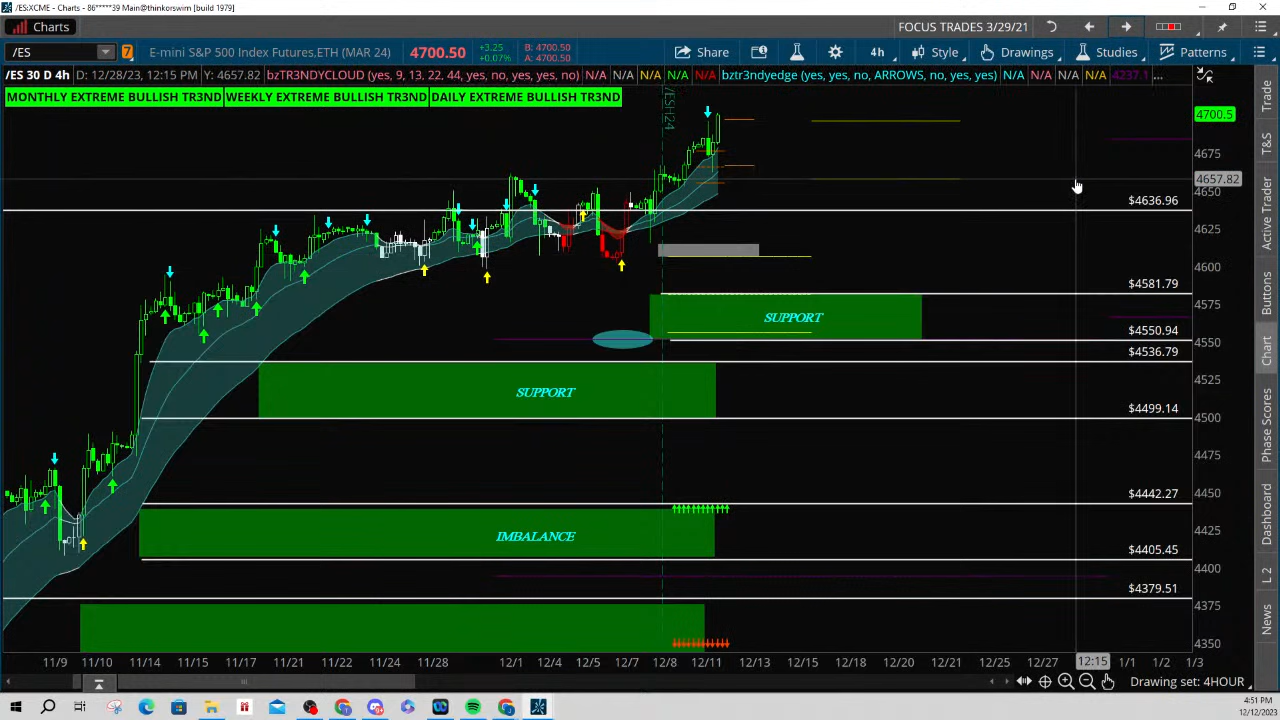 /ES:XCME - Charts - 86*****39 Main@thinkorswim [build 1979]
Charts
FOCUS TRADES 3/29/21
/ES
7
E-mini S&P 500 Index Futures,ETH (MAR 24)
4700.50
+3.25
+0.07%
B: 4700.50
A: 4700.50
Share
4h
Style
Drawings
Studies
Patterns
/ES 30 D 4h
D: 12/28/23, 12:15 PM
Y: 4657.82
bzTR3NDYCLOUD (yes, 9, 13, 22, 44, yes, no, yes, yes, no)
N/A
N/A
N/A
N/A
N/A
bztr3ndyedge (yes, yes, no, ARROWS, no, yes, yes)
N/A
N/A
N/A
N/A
4237.1
...
MONTHLY EXTREME BULLISH TR3ND
WEEKLY EXTREME BULLISH TR3ND
DAILY EXTREME BULLISH TR3ND
/ESH24
4700.5
4675
4657.82
4650
4625
4600
4575
4550
4525
4500
4475
4450
4425
4400
4375
4350
$4636.96
$4581.79
$4550.94
$4536.79
$4499.14
$4442.27
$4405.45
$4379.51
SUPPORT
SUPPORT
IMBALANCE
11/9
11/10
11/14
11/15
11/17
11/21
11/22
11/24
11/28
12/1
12/4
12/5
12/7
12/8
12/11
12/13
12/15
12/18
12/20
12/21
12/25
12/27
12:15
1/1
1/2
1/3
Drawing set: 4HOUR
Trade
T&S
Active Trader
Buttons
Chart
Phase Scores
Dashboard
L 2
News
4:51 PM
12/12/2023